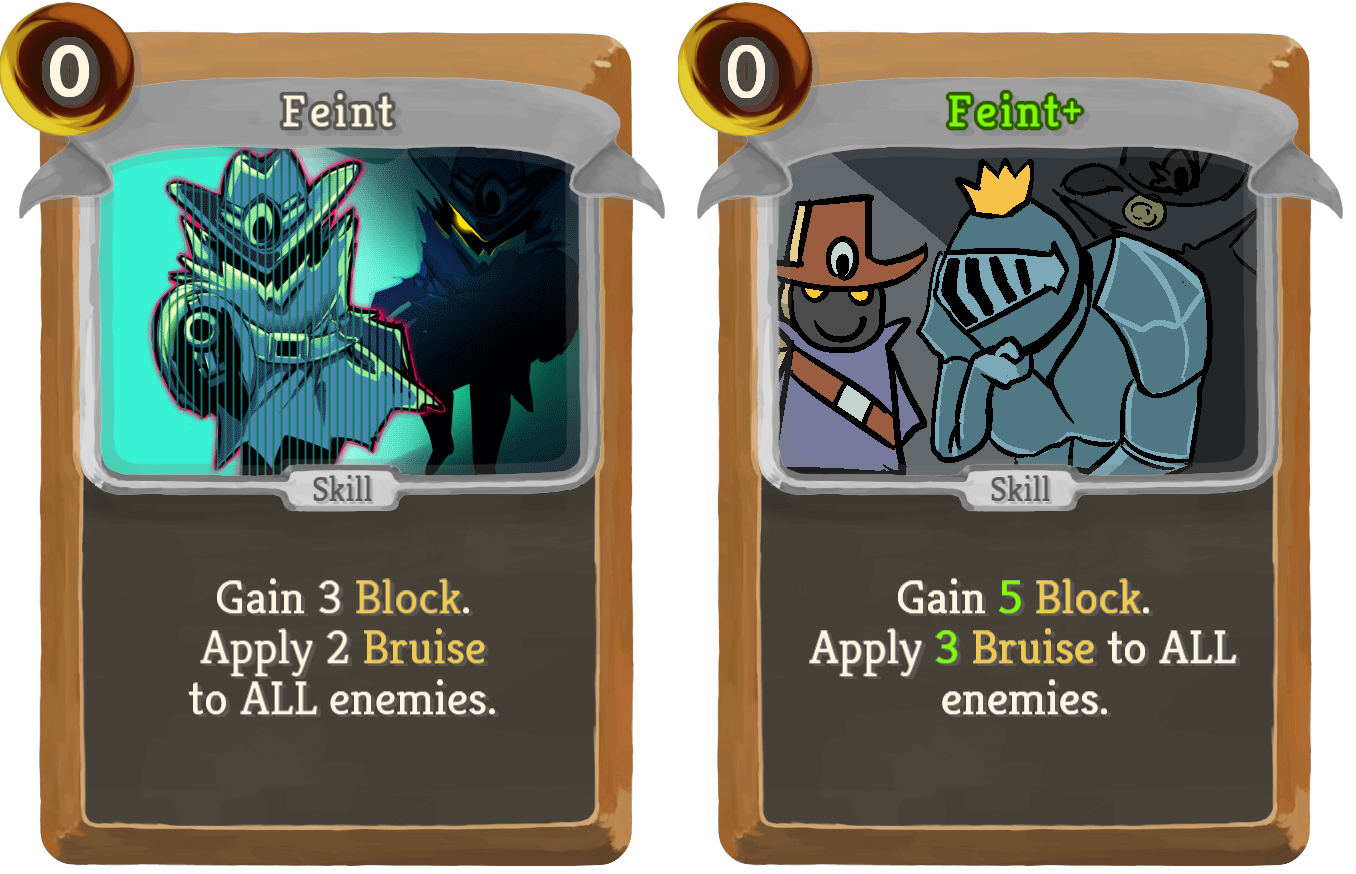 0
Feint
Skill
Gain 3 Block.
Apply 2 Bruise
to ALL enemies.
0
Feint+
Skill
Gain 5 Block.
Apply 3 Bruise to ALL
enemies.